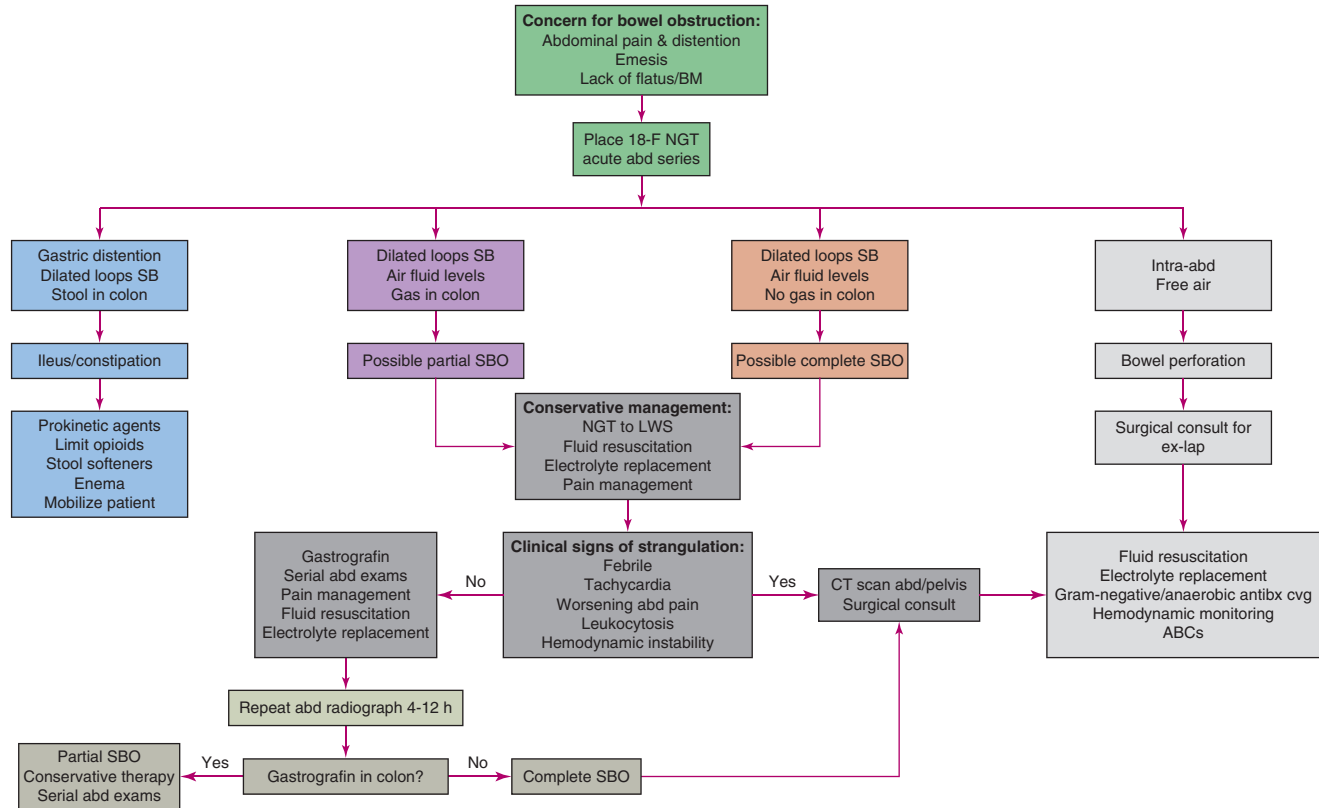 Concern for bowel obstruction:
Abdominal pain & distention
Emesis
Lack of flatus/BM
Place 18-F NGT
acute abd series
Gastric distention
Dilated loops SB
Stool in colon
Dilated loops SB
Air fluid levels
Gas in colon
Dilated loops SB
Air fluid levels
No gas in colon
Intra-abd
Free air
Ileus/constipation
Possible partial SBO
Possible complete SBO
Bowel perforation
Prokinetic agents
Limit opioids
Stool softeners
Enema
Mobilize patient
Conservative management:
NGT to LWS
Fluid resuscitation
Electrolyte replacement
Pain management
Surgical consult for
ex-lap
Gastrografin
Serial abd exams
Pain management
Fluid resuscitation
Electrolyte replacement
No
Clinical signs of strangulation:
Febrile
Tachycardia
Worsening abd pain
Leukocytosis
Hemodynamic instability
Yes
CT scan abd/pelvis
Surgical consult
Fluid resuscitation
Electrolyte replacement
Gram-negative/anaerobic antibx cvg
Hemodynamic monitoring
ABCs
Repeat abd radiograph 4-12 h
Partial SBO
Conservative therapy
Serial abd exams
Yes
Gastrografin in colon?
No
Complete SBO